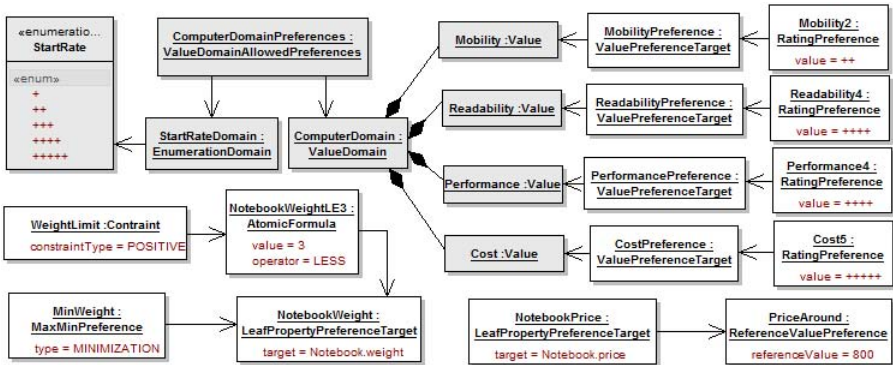 «enumeratio...
StartRate
«enum»
+
++
+++
++++
+++++
ComputerDomainPreferences :
ValueDomainAllowedPreferences
StartRateDomain :
EnumerationDomain
ComputerDomain :
ValueDomain
Mobility :Value
MobilityPreference :
ValuePreferenceTarget
Mobility2 :
RatingPreference
value = ++
Readability :Value
ReadabilityPreference :
ValuePreferenceTarget
Readability4 :
RatingPreference
value = ++++
Performance :Value
PerformancePreference :
ValuePreferenceTarget
Performance4 :
RatingPreference
value = ++++
Cost :Value
CostPreference :
ValuePreferenceTarget
Cost5 :
RatingPreference
value = +++++
WeightLimit :Contraint
constraintType = POSITIVE
NotebookWeightLE3 :
AtomicFormula
value = 3
operator = LESS
MinWeight :
MaxMinPreference
type = MINIMIZATION
NotebookWeight :
LeafPropertyPreferenceTarget
target = Notebook.weight
NotebookPrice :
LeafPropertyPreferenceTarget
target = Notebook.price
PriceAround :
ReferenceValuePreference
referenceValue = 800